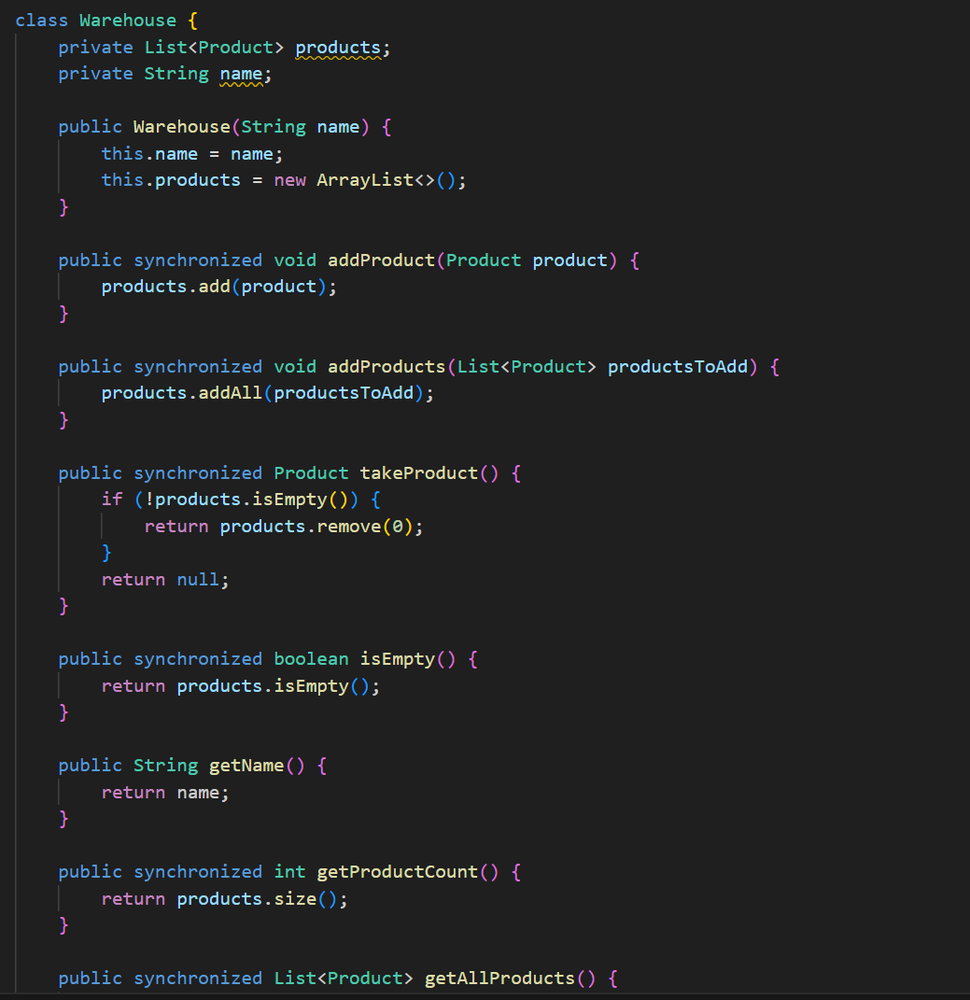 class Warehouse {
    private List<Product> products;
    private String name;

    public Warehouse(String name) {
        this.name = name;
        this.products = new ArrayList<>();
    }

    public synchronized void addProduct(Product product) {
        products.add(product);
    }

    public synchronized void addProducts(List<Product> productsToAdd) {
        products.addAll(productsToAdd);
    }

    public synchronized Product takeProduct() {
        if (!products.isEmpty()) {
            return products.remove(0);
        }
        return null;
    }

    public synchronized boolean isEmpty() {
        return products.isEmpty();
    }

    public String getName() {
        return name;
    }

    public synchronized int getProductCount() {
        return products.size();
    }

    public synchronized List<Product> getAllProducts() {